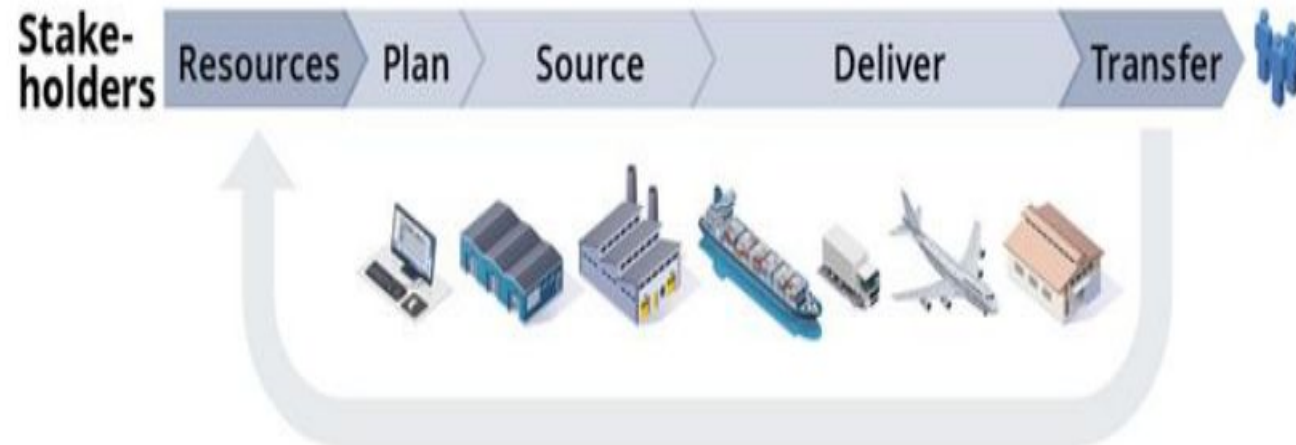 Stake-
holders
Resources
Plan
Source
Deliver
Transfer